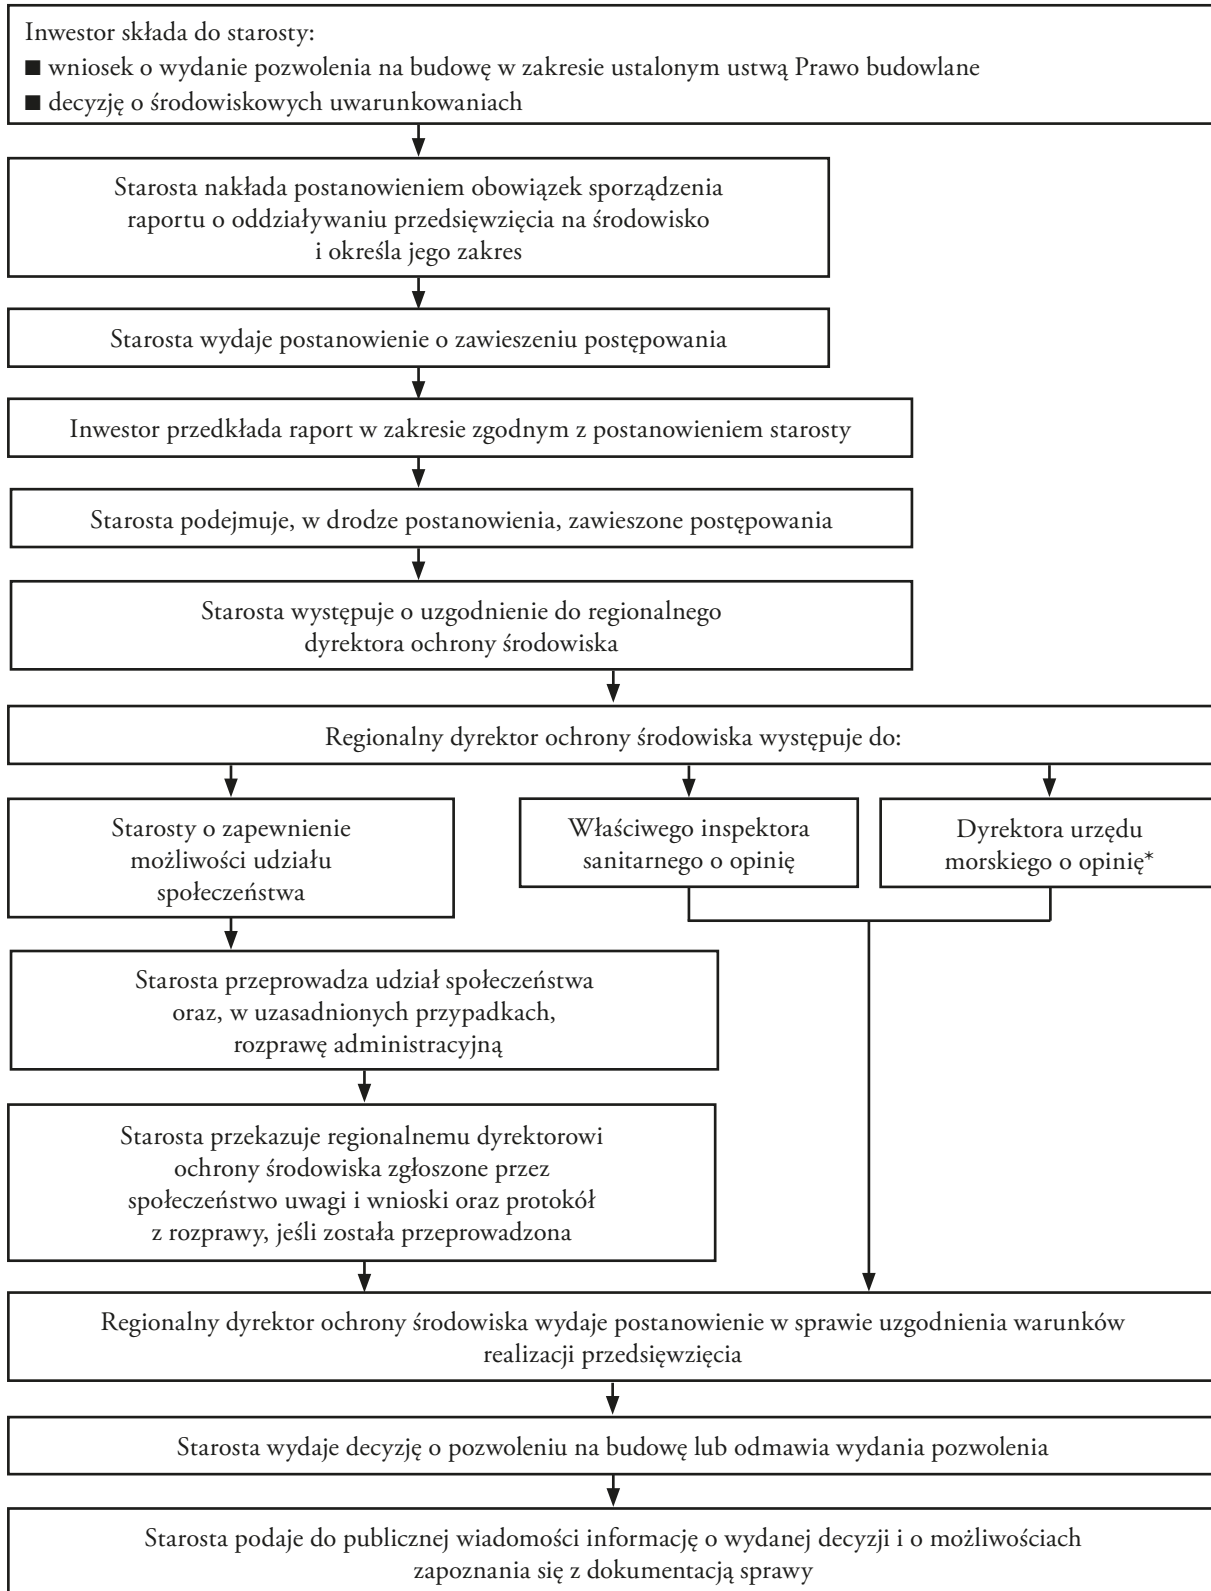 Inwestor składa do starosty:
■ wniosek o wydanie pozwolenia na budowę w zakresie ustalonym ustwą Prawo budowlane
■ decyzję o środowiskowych uwarunkowaniach
Starosta nakłada postanowieniem obowiązek sporządzenia
raportu o oddziaływaniu przedsięwzięcia na środowisko
i określa jego zakres
Starosta wydaje postanowienie o zawieszeniu postępowania
Inwestor przedkłada raport w zakresie zgodnym z postanowieniem starosty
Starosta podejmuje, w drodze postanowienia, zawieszone postępowania
Starosta występuje o uzgodnienie do regionalnego
dyrektora ochrony środowiska
Regionalny dyrektor ochrony środowiska występuje do:
Starosty o zapewnienie
możliwości udziału
społeczeństwa
Właściwego inspektora
sanitarnego o opinię
Dyrektora urzędu
morskiego o opinię*
Starosta przeprowadza udział społeczeństwa
oraz, w uzasadnionych przypadkach,
rozprawę administracyjną
Starosta przekazuje regionalnemu dyrektorowi
ochrony środowiska zgłoszone przez
społeczeństwo uwagi i wnioski oraz protokół
z rozprawy, jeśli została przeprowadzona
Regionalny dyrektor ochrony środowiska wydaje postanowienie w sprawie uzgodnienia warunków
realizacji przedsięwzięcia
Starosta wydaje decyzję o pozwoleniu na budowę lub odmawia wydania pozwolenia
Starosta podaje do publicznej wiadomości informację o wydanej decyzji i o możliwościach
zapoznania się z dokumentacją sprawy